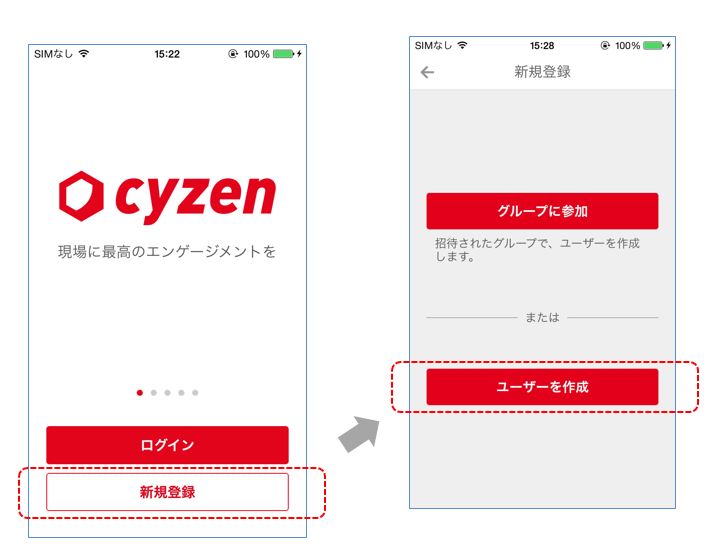 SIMなし 15:22 100%
cyzen
現場に最高のエンゲージメントを
ログイン
新規登録
SIMなし 15:28 100%
新規登録
グループに参加
招待されたグループで、ユーザーを作成
します。
または
ユーザーを作成